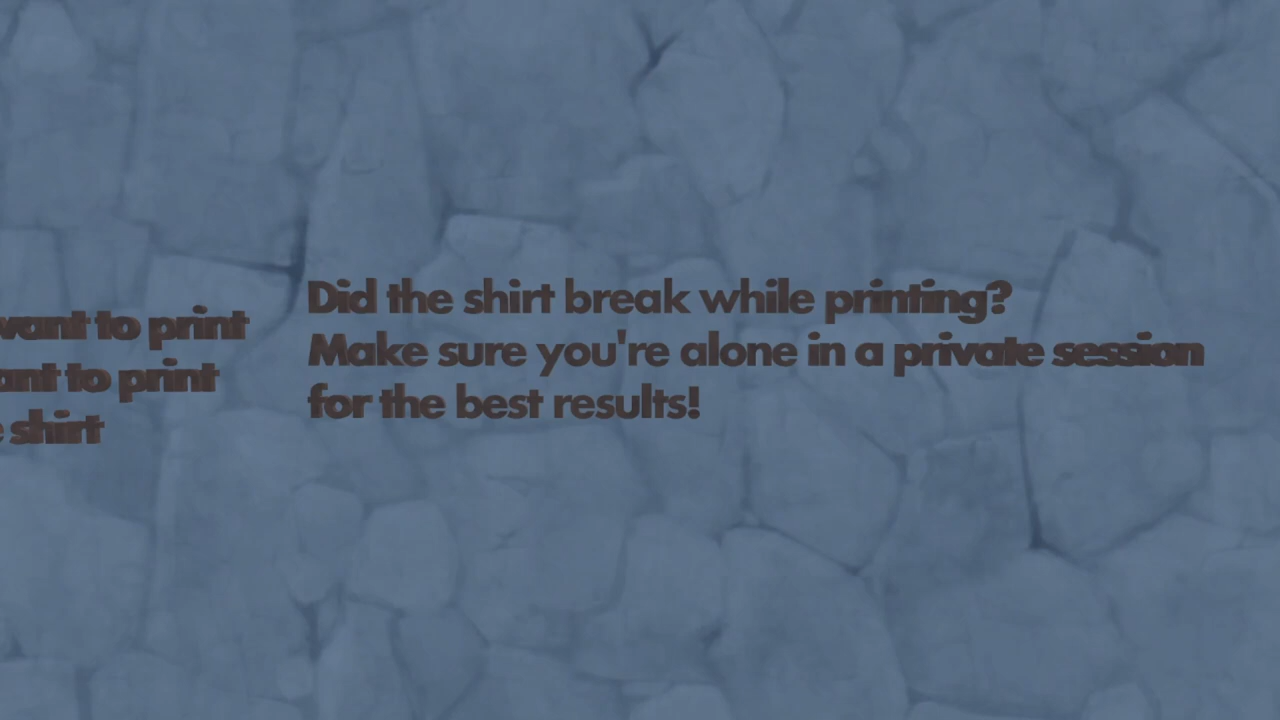 want to print
to print
shirt
Did the shirt break while printing?
Make sure you're alone in a private session
for the best results!